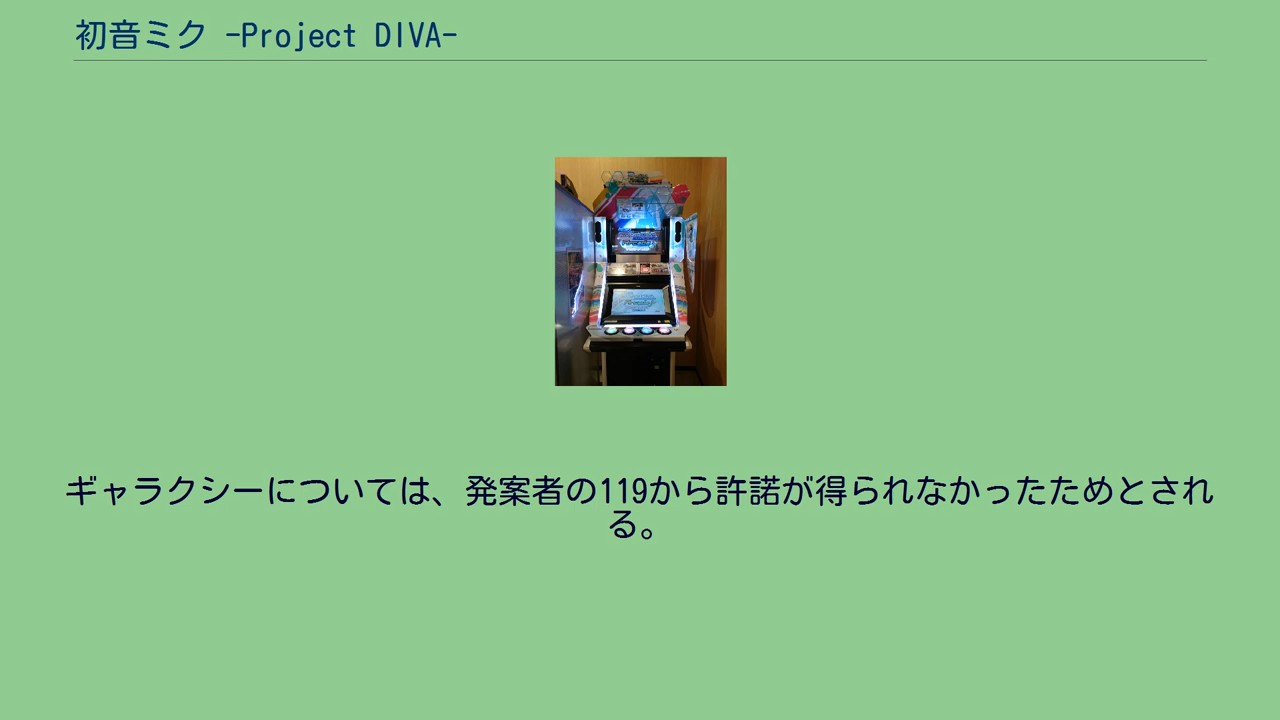 初音ミク -Project DIVA-
ギャラクシーについては、発案者の119から許諾が得られなかったためとされ
る。